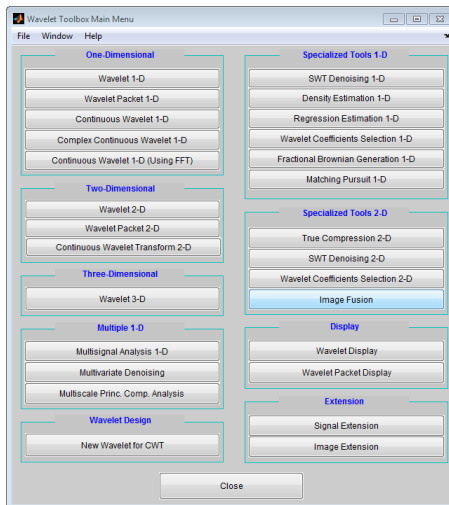 Wavelet Toolbox Main Menu
File Window Help
One-Dimensional
Wavelet 1-D
Wavelet Packet 1-D
Continuous Wavelet 1-D
Complex Continuous Wavelet 1-D
Continuous Wavelet 1-D (Using FFT)
Two-Dimensional
Wavelet 2-D
Wavelet Packet 2-D
Continuous Wavelet Transform 2-D
Three-Dimensional
Wavelet 3-D
Multiple 1-D
Multisignal Analysis 1-D
Multivariate Denoising
Multiscale Princ. Comp. Analysis
Wavelet Design
New Wavelet for CWT
Specialized Tools 1-D
SWT Denoising 1-D
Density Estimation 1-D
Regression Estimation 1-D
Wavelet Coefficients Selection 1-D
Fractional Brownian Generation 1-D
Matching Pursuit 1-D
Specialized Tools 2-D
True Compression 2-D
SWT Denoising 2-D
Wavelet Coefficients Selection 2-D
Image Fusion
Display
Wavelet Display
Wavelet Packet Display
Extension
Signal Extension
Image Extension
Close